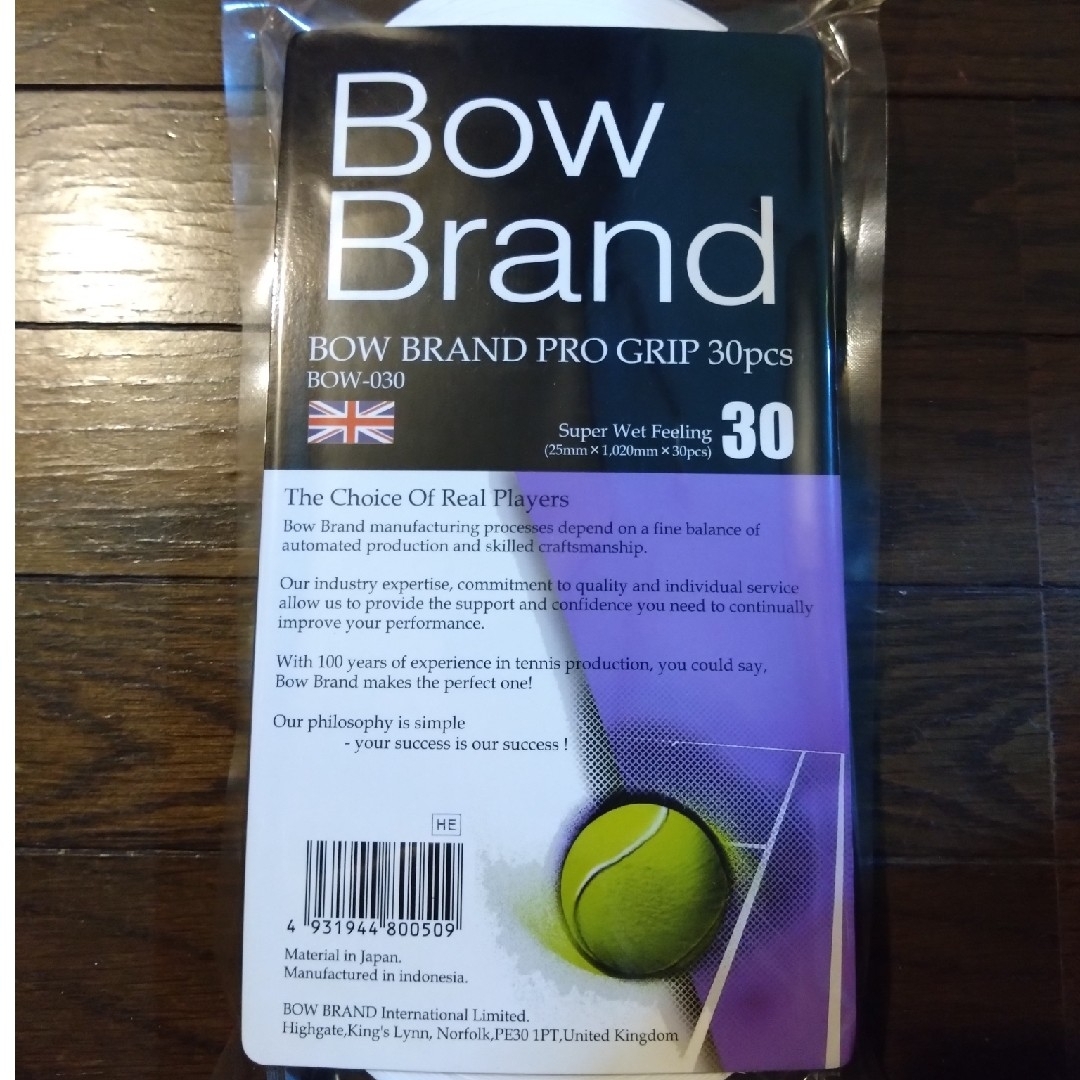 Bow
Brand
BOW BRAND PRO GRIP 30pcs
BOW-030
Super Wet Feeling 30
(25mm×1,020mm×30pcs)
The Choice Of Real Players
Bow Brand manufacturing processes depend on a fine balance of
automated production and skilled craftsmanship.
Our industry expertise, commitment to quality and individual service
allow us to provide the support and confidence you need to continually
improve your performance.
With 100 years of experience in tennis production, you could say,
Bow Brand makes the perfect one!
Our philosophy is simple
- your success is our success !
HE
4 931944 800509
Material in Japan.
Manufactured in indonesia.
BOW BRAND International Limited.
Highgate,King's Lynn, Norfolk,PE30 1PT,United Kingdom